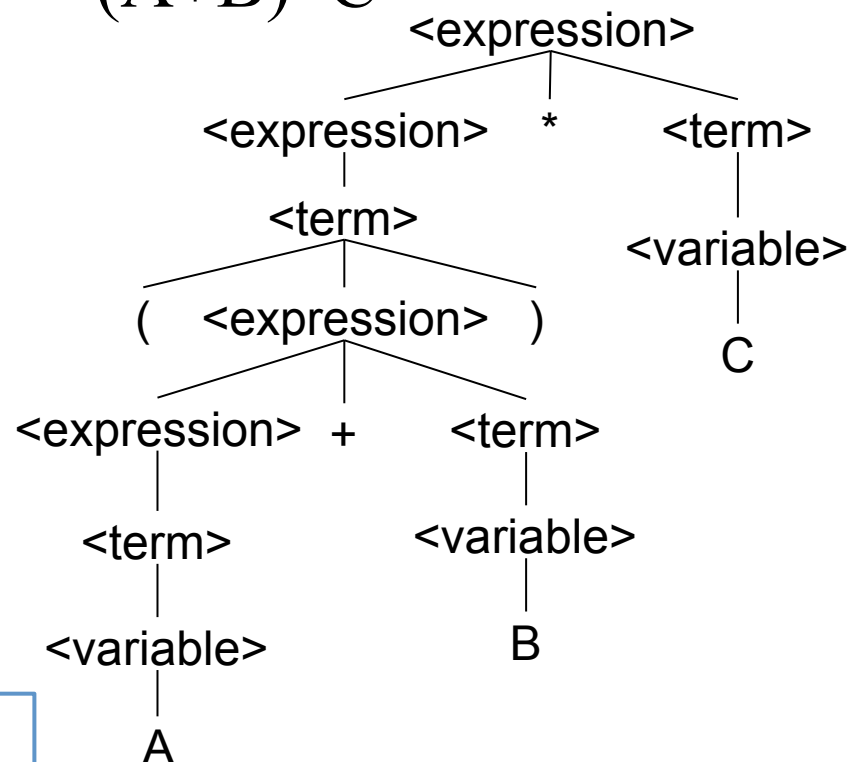 (A+B)*C
<expression>
<expression> * <term>
<term>
<variable>
( <expression> )
C
<expression> + <term>
<term> <variable>
B
<variable>
A